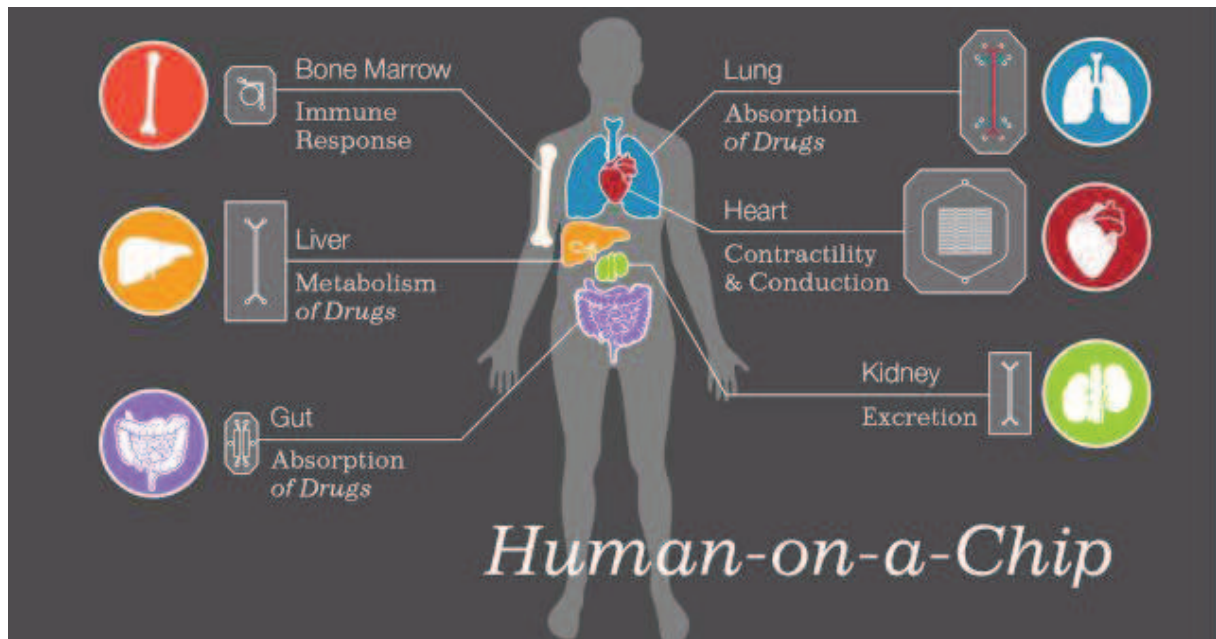 Bone Marrow
Immune
Response
Liver
Metabolism
of Drugs
Gut
Absorption
of Drugs
Lung
Absorption
of Drugs
Heart
Contractility
& Conduction
Kidney
Excretion
Human-on-a-Chip